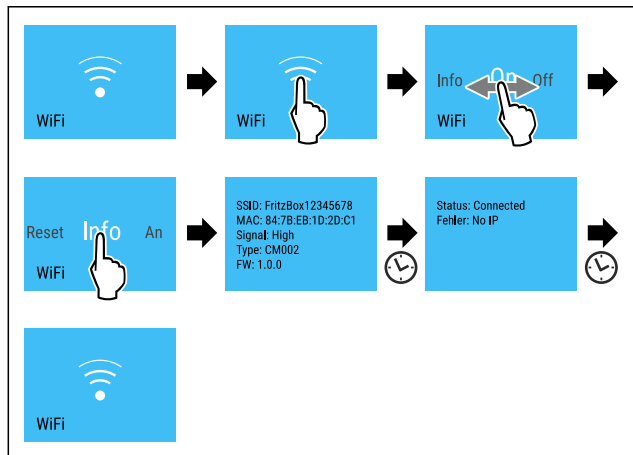 WiFi
WiFi
Info On Off
WiFi
Reset Info An
WiFi
SSID: FritzBox12345678
MAC: 84:7B:EB:1D:2D:C1
Signal: High
Type: CM002
FW: 1.0.0
Status: Connected
Fehler: No IP
WiFi